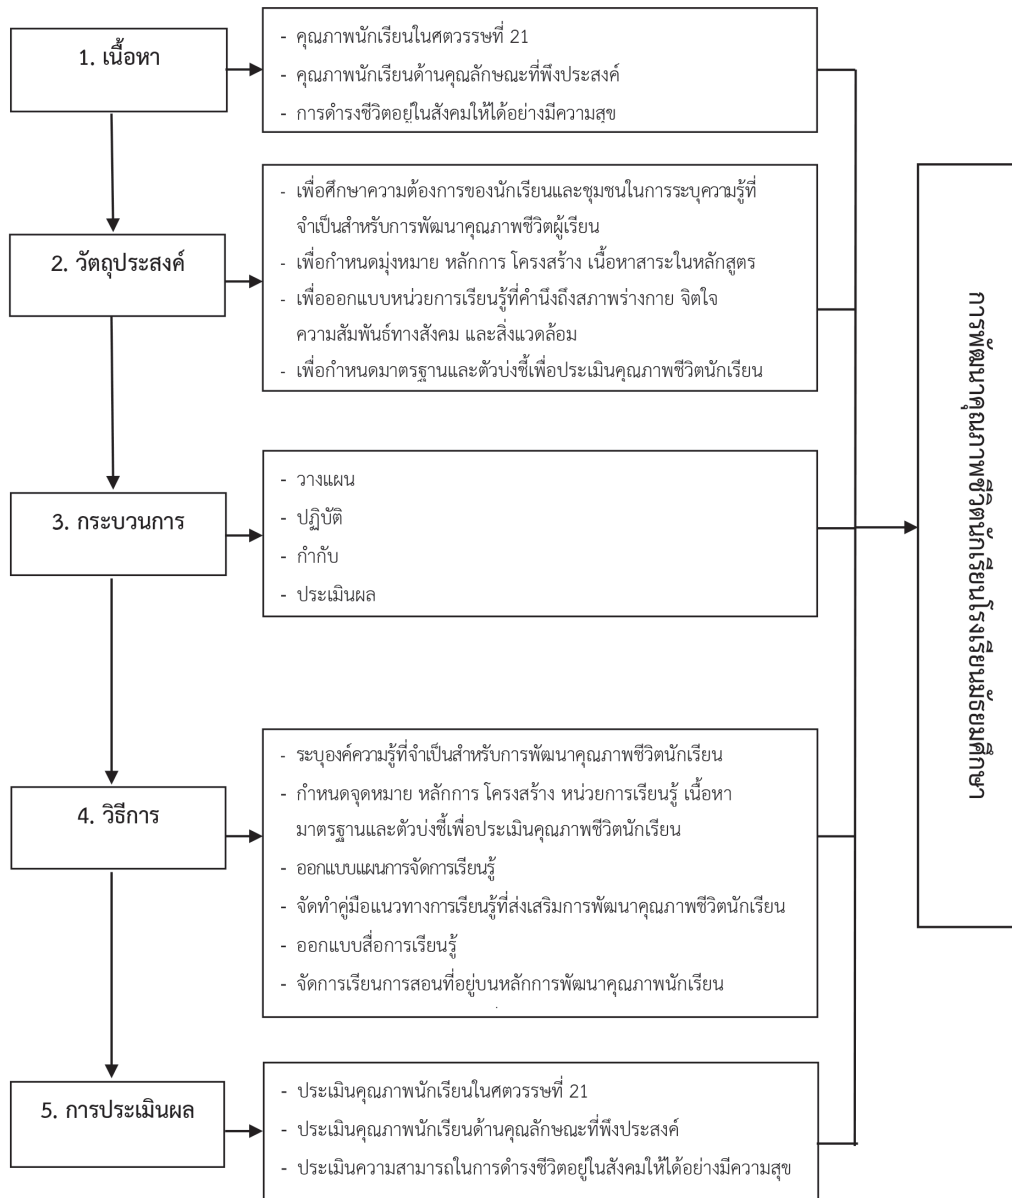 1. เนื้อหา
- คุณภาพนักเรียนในศตวรรษที่ 21
- คุณภาพนักเรียนด้านคุณลักษณะที่พึงประสงค์
- การดำรงชีวิตอยู่ในสังคมให้ได้อย่างมีความสุข
2. วัตถุประสงค์
- เพื่อศึกษาความต้องการของนักเรียนและชุมชนในการระบุความรู้ที่
จำเป็นสำหรับการพัฒนาคุณภาพชีวิตผู้เรียน
- เพื่อกำหนดมุ่งหมาย หลักการ โครงสร้าง เนื้อหาสาระในหลักสูตร
- เพื่อออกแบบหน่วยการเรียนรู้ที่คำนึงถึงสภาพร่างกาย จิตใจ
ความสัมพันธ์ทางสังคม และสิ่งแวดล้อม
- เพื่อกำหนดมาตรฐานและตัวบ่งชี้เพื่อประเมินคุณภาพชีวิตนักเรียน
3. กระบวนการ
- วางแผน
- ปฏิบัติ
- กำกับ
- ประเมินผล
4. วิธีการ
- ระบุองค์ความรู้ที่จำเป็นสำหรับการพัฒนาคุณภาพชีวิตนักเรียน
- กำหนดจุดหมาย หลักการ โครงสร้าง หน่วยการเรียนรู้ เนื้อหา
มาตรฐานและตัวบ่งชี้เพื่อประเมินคุณภาพชีวิตนักเรียน
- ออกแบบแผนการจัดการเรียนรู้
- จัดทำคู่มือแนวทางการเรียนรู้ที่ส่งเสริมการพัฒนาคุณภาพชีวิตนักเรียน
- ออกแบบสื่อการเรียนรู้
- จัดการเรียนการสอนที่อยู่บนหลักการพัฒนาคุณภาพนักเรียน
5. การประเมินผล
- ประเมินคุณภาพนักเรียนในศตวรรษที่ 21
- ประเมินคุณภาพนักเรียนด้านคุณลักษณะที่พึงประสงค์
- ประเมินความสามารถในการดำรงชีวิตอยู่ในสังคมให้ได้อย่างมีความสุข
การพัฒนาคุณภาพชีวิตนักเรียนโรงเรียนมัธยมศึกษา